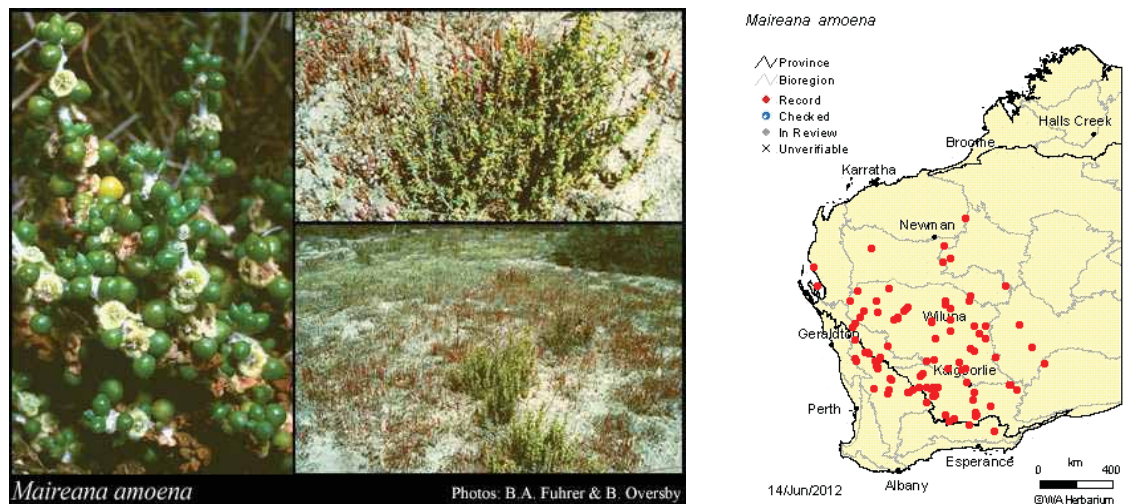 Maireana amoena
Photos: B.A. Fuhrer & B. Oversby
Maireana amoena
Province
Bioregion
Record
Checked
In Review
Unverifiable
Halls Creek
Broome
Karratha
Newman
Wiluna
Geraldton
Kalgoorlie
Perth
Esperance
Albany
0 km 400
14/Jun/2012
©WA Herbarium